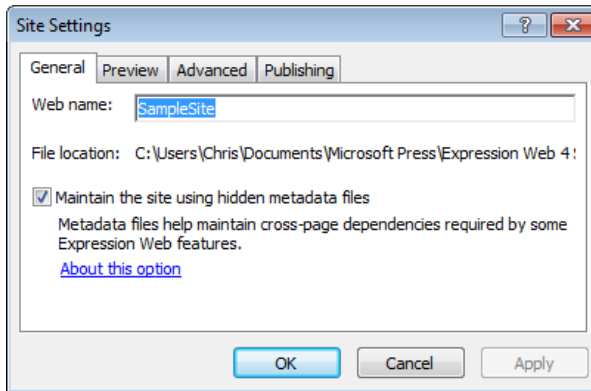 Site Settings
General Preview Advanced Publishing
Web name: SampleSite
File location: C:\Users\Chris\Documents\Microsoft Press\Expression Web 4
Maintain the site using hidden metadata files
Metadata files help maintain cross-page dependencies required by some
Expression Web features.
About this option
OK Cancel Apply